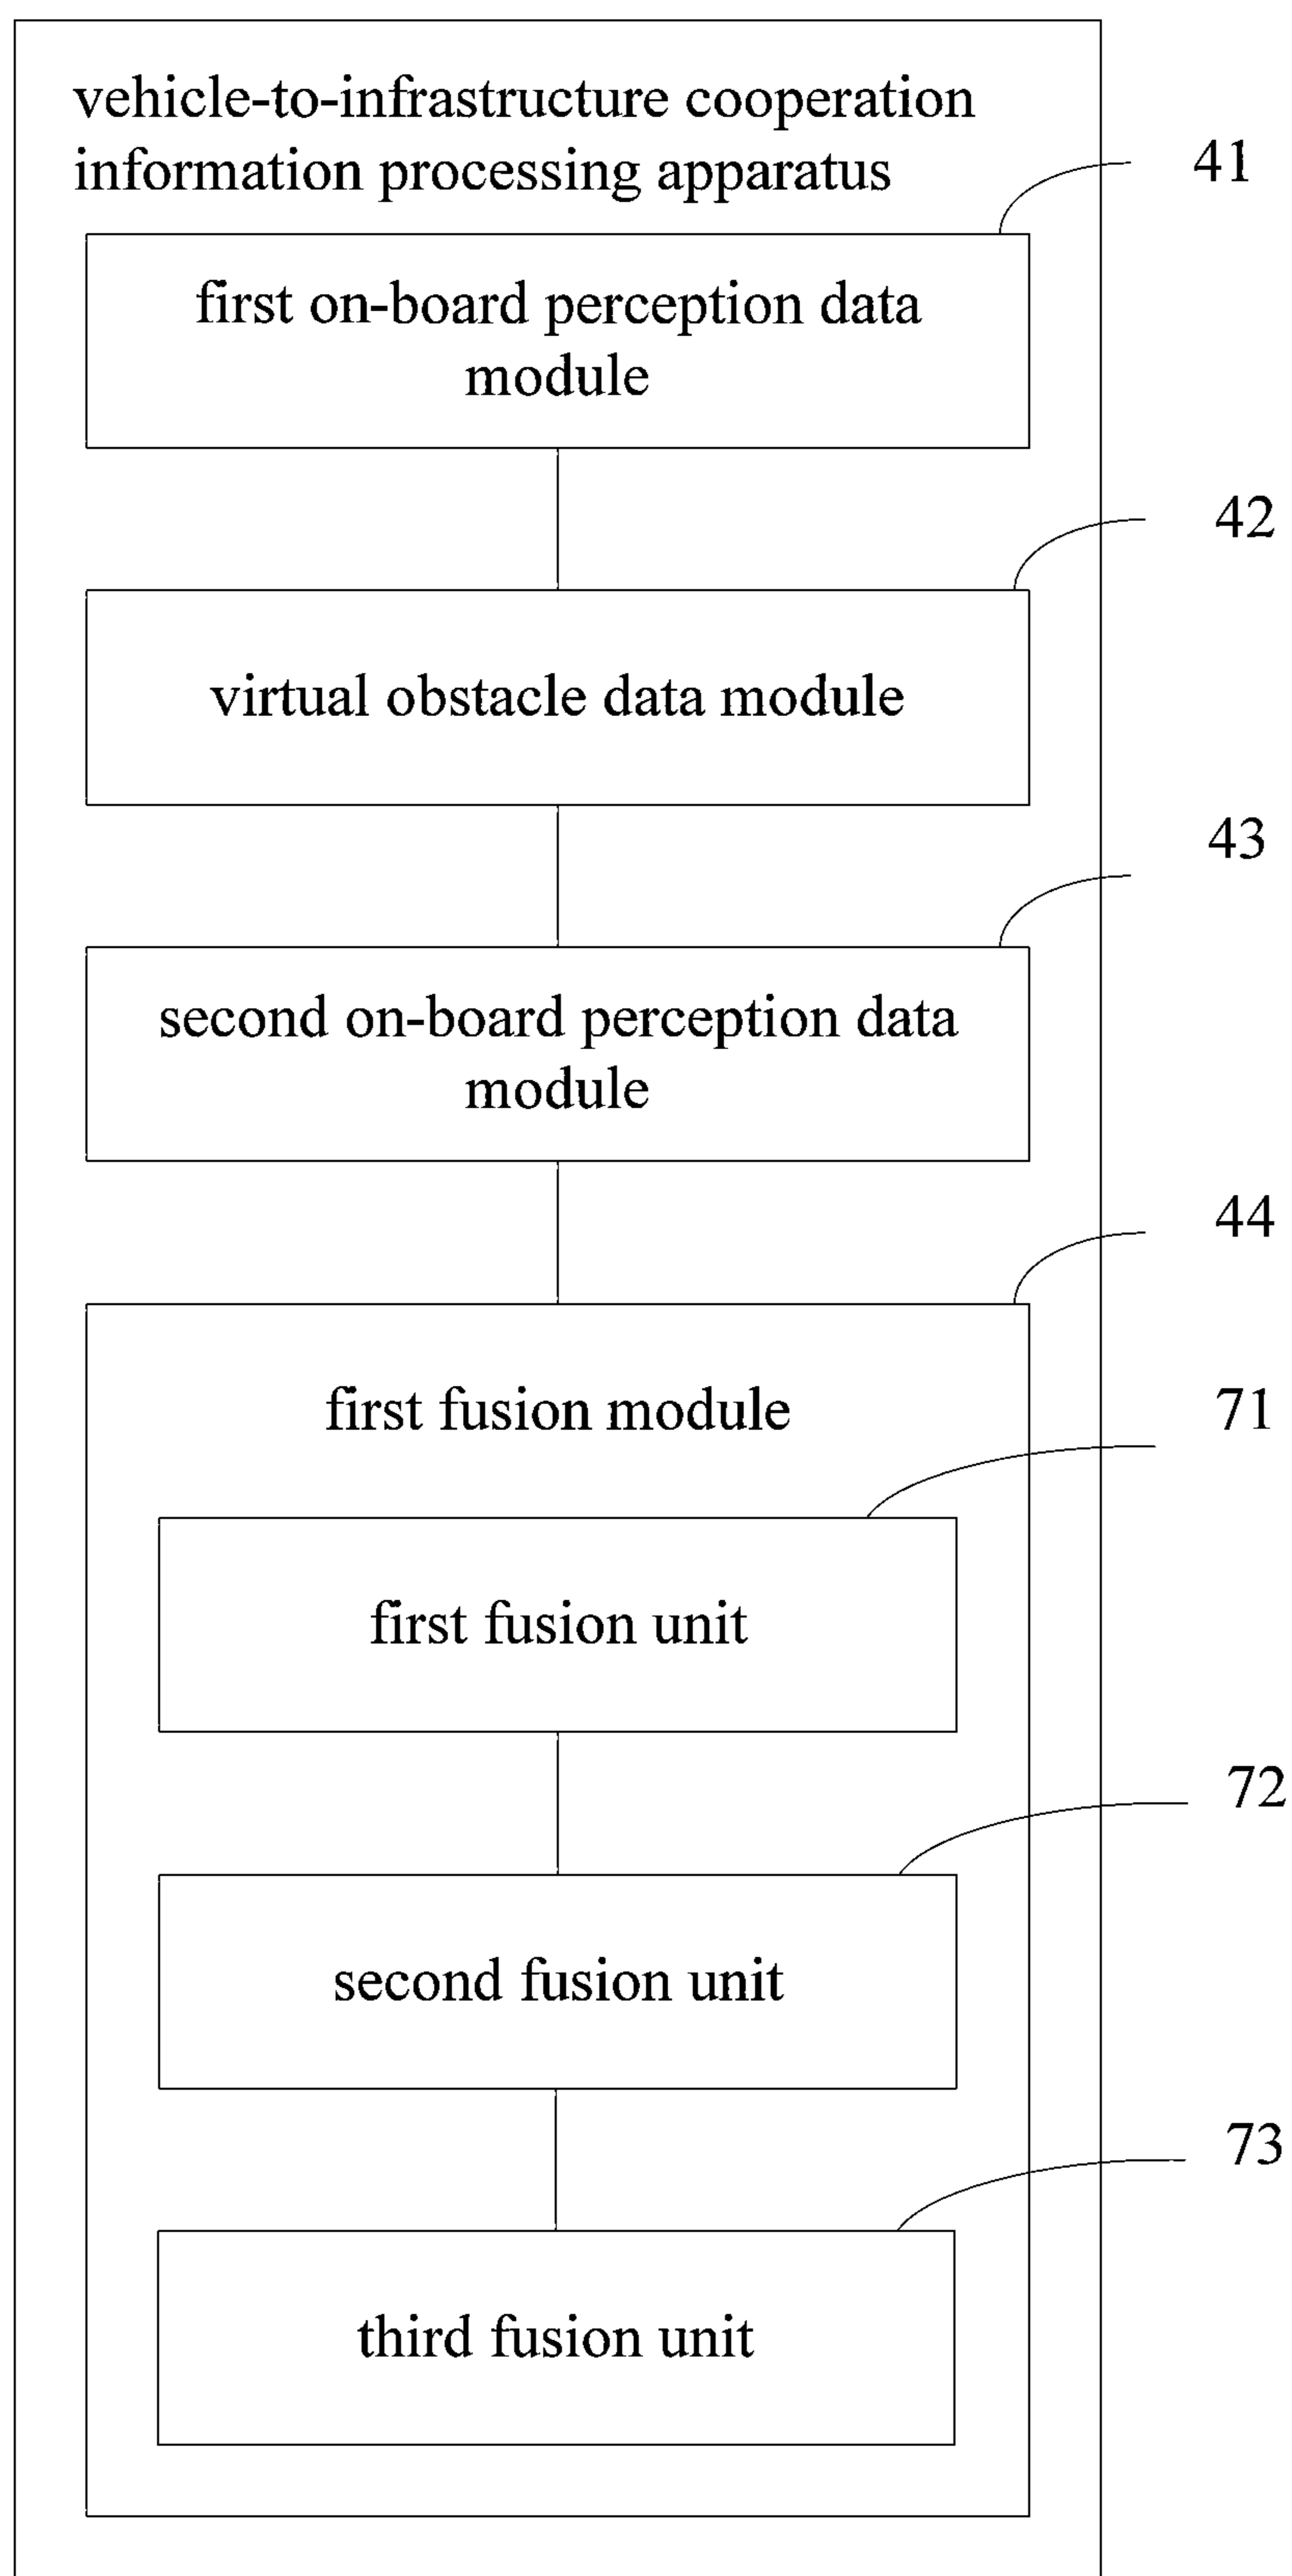 vehicle-to-infrastructure cooperation
information processing apparatus
41
first on-board perception data
module
42
virtual obstacle data module
43
second on-board perception data
module
44
first fusion module
71
first fusion unit
72
second fusion unit
73
third fusion unit